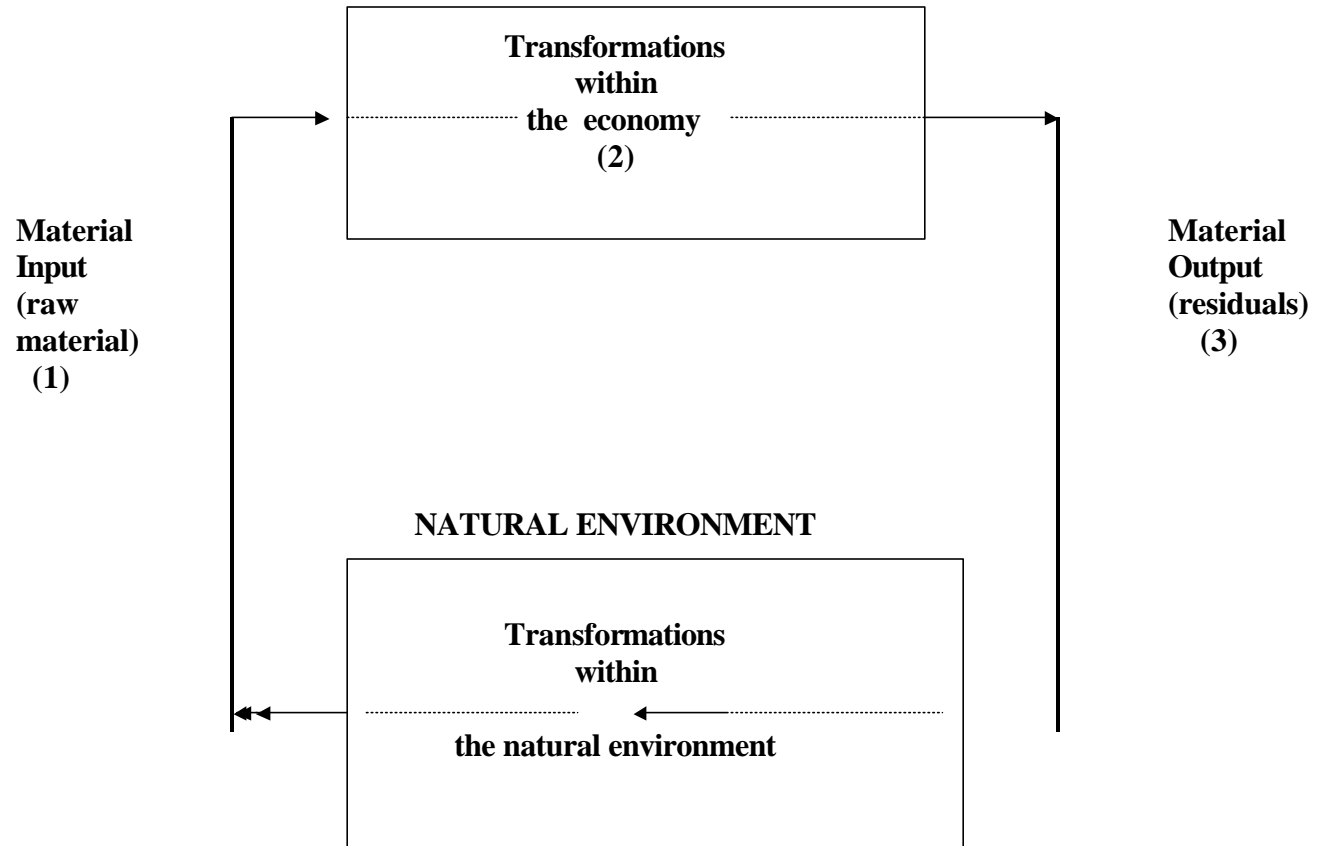 Transformations
within
the economy
(2)
Material
Input
(raw
material)
(1)
Material
Output
(residuals)
(3)
NATURAL ENVIRONMENT
Transformations
within
the natural environment